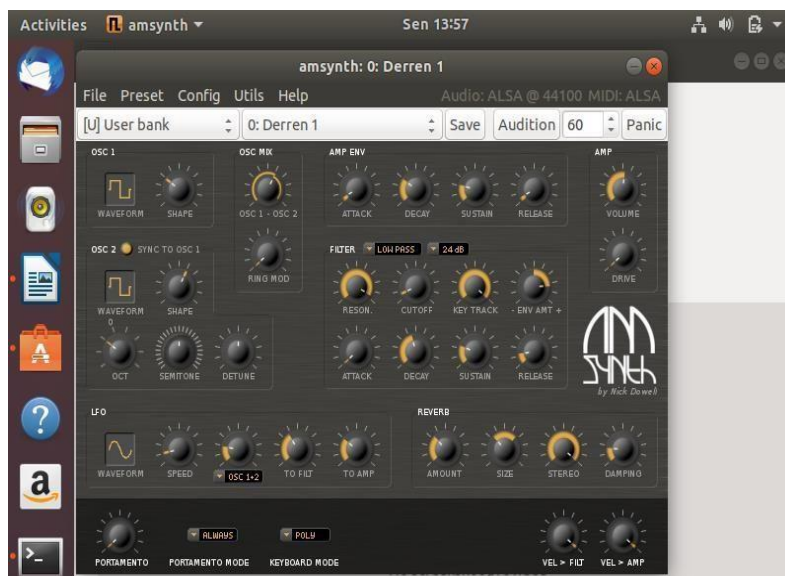 Activities amsynth Sen 13:57
amsynth: 0: Derren 1
File Preset Config Utils Help Audio: ALSA @ 44100 MIDI: ALSA
[U] User bank 0: Derren 1 Save Audition 60 Panic
OSC 1 OSC MIX AMP ENV AMP
WAVEFORM SHAPE OSC 1 - OSC 2 ATTACK DECAY SUSTAIN RELEASE VOLUME
OSC 2 SYNC TO OSC 1 FILTER LOW PASS 24 dB
RING MOD DRIVE
WAVEFORM SHAPE RESON. CUTOFF KEY TRACK - ENV AMT +
0
OCT SEMITONE DETUNE ATTACK DECAY SUSTAIN RELEASE
AM
SYNTH
by Nick Dowell
LFO REVERB
WAVEFORM SPEED OSC 1+2 TO FILT TO AMP AMOUNT SIZE STEREO DAMPING
a
ALWAYS POLY
PORTAMENTO PORTAMENTO MODE KEYBOARD MODE VEL > FILT VEL > AMP